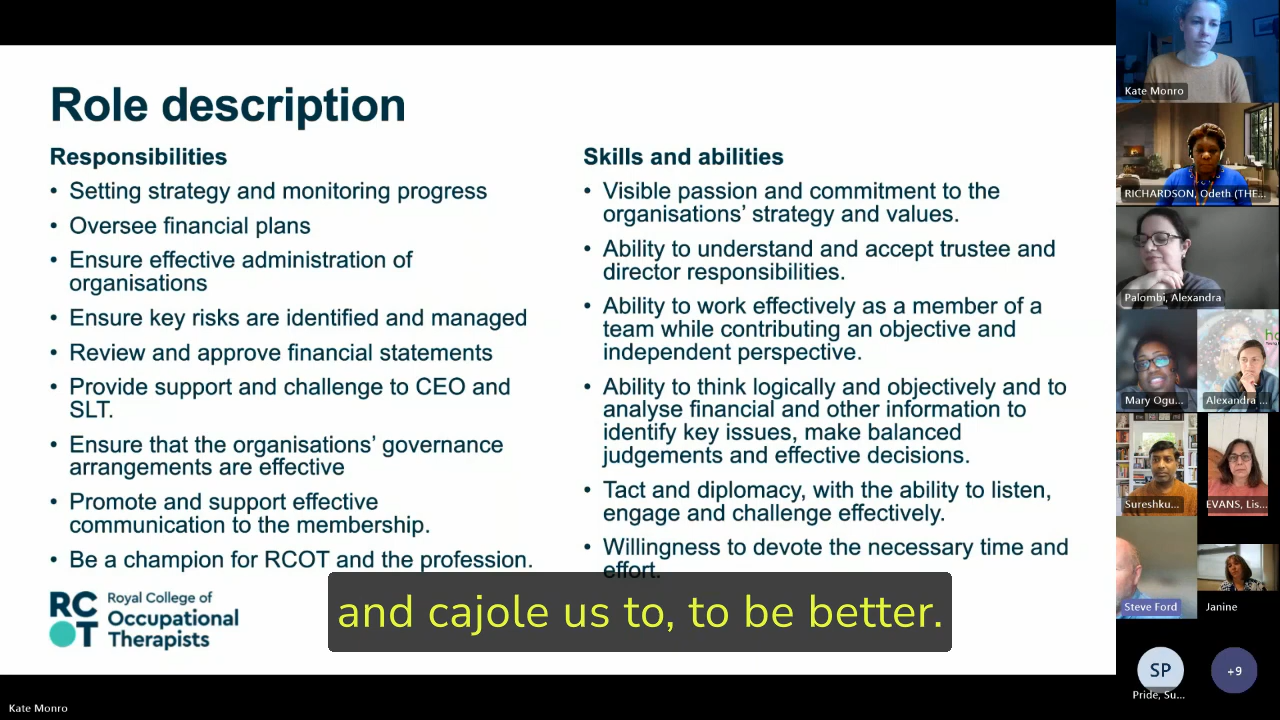 Role description
Responsibilities
• Setting strategy and monitoring progress
• Oversee financial plans
• Ensure effective administration of
organisations
• Ensure key risks are identified and managed
• Review and approve financial statements
• Provide support and challenge to CEO and
SLT.
• Ensure that the organisations’ governance
arrangements are effective
• Promote and support effective
communication to the membership.
• Be a champion for RCOT and the profession.
Skills and abilities
• Visible passion and commitment to the
organisations’ strategy and values.
• Ability to understand and accept trustee and
director responsibilities.
• Ability to work effectively as a member of a
team while contributing an objective and
independent perspective.
• Ability to think logically and objectively and to
analyse financial and other information to
identify key issues, make balanced
judgements and effective decisions.
• Tact and diplomacy, with the ability to listen,
engage and challenge effectively.
• Willingness to devote the necessary time and
effort.
RC
OT
Royal College of
Occupational
Therapists
and cajole us to, to be better.
Kate Monro
Kate Monro
RICHARDSON, Odeth (THE...
Palombi, Alexandra
Mary Ogu...
Alexandra ...
Sureshku...
EVANS, Lis...
Steve Ford
Janine
SP
Pride, Su...
+9